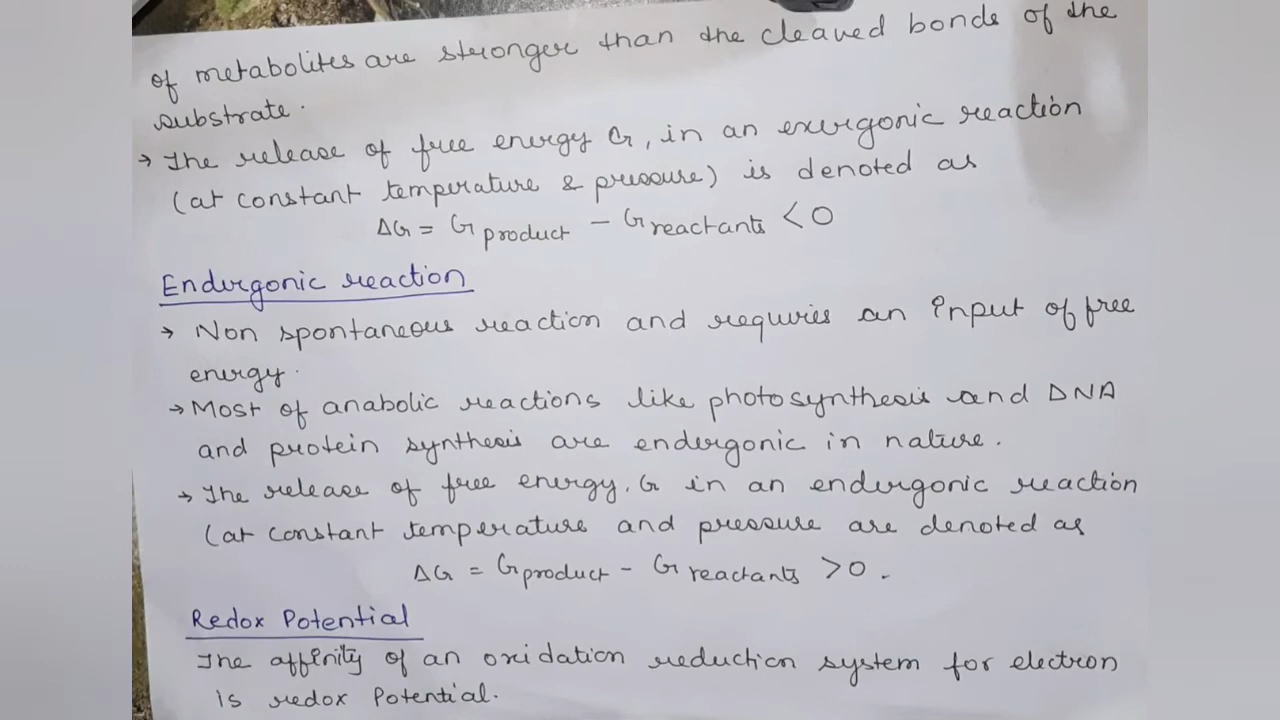 of metabolites are stronger than the cleaved bonds of the
substrate.
→ The release of free energy G, in an exergonic reaction
(at constant temperature & pressure) is denoted as
ΔG = G product - G reactants < 0
Endergonic reaction
→ Non spontaneous reaction and requries an input of free
energy.
→ Most of anabolic reactions like photosynthesis and DNA
and protein synthesis are endergonic in nature.
→ The release of free energy, G in an endergonic reaction
(at constant temperature and pressure are denoted as
ΔG = G product - G reactants > 0.
Redox Potential
The affinity of an oxidation reduction system for electron
is redox Potential.